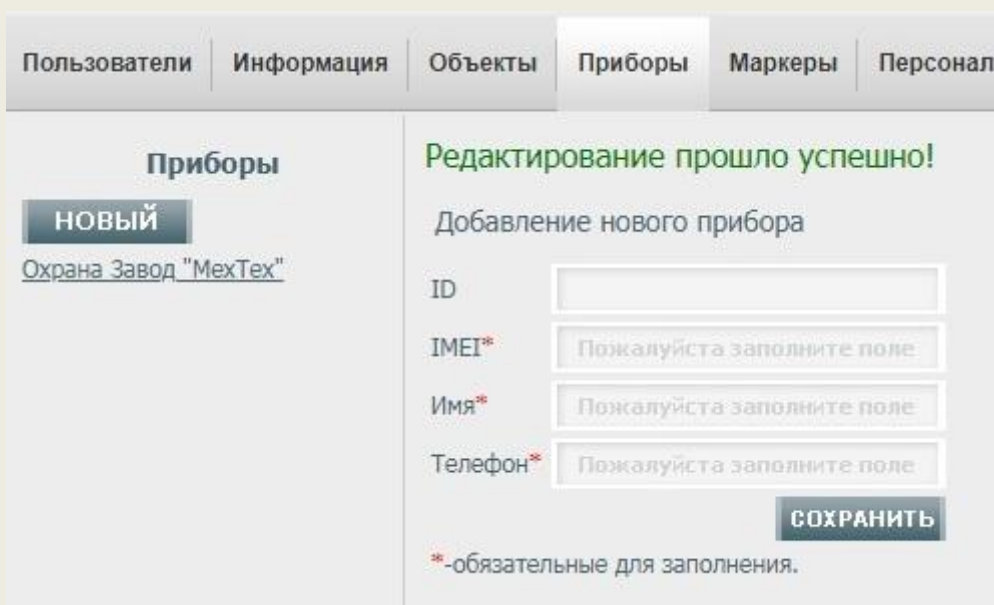 Пользователи Информация Объекты Приборы Маркеры Персонал
Приборы
НОВЫЙ
Охрана Завод "МехТех"
Редактирование прошло успешно!
Добавление нового прибора
ID
IMEI* Пожалуйста заполните поле
Имя* Пожалуйста заполните поле
Телефон* Пожалуйста заполните поле
СОХРАНИТЬ
*-обязательные для заполнения.